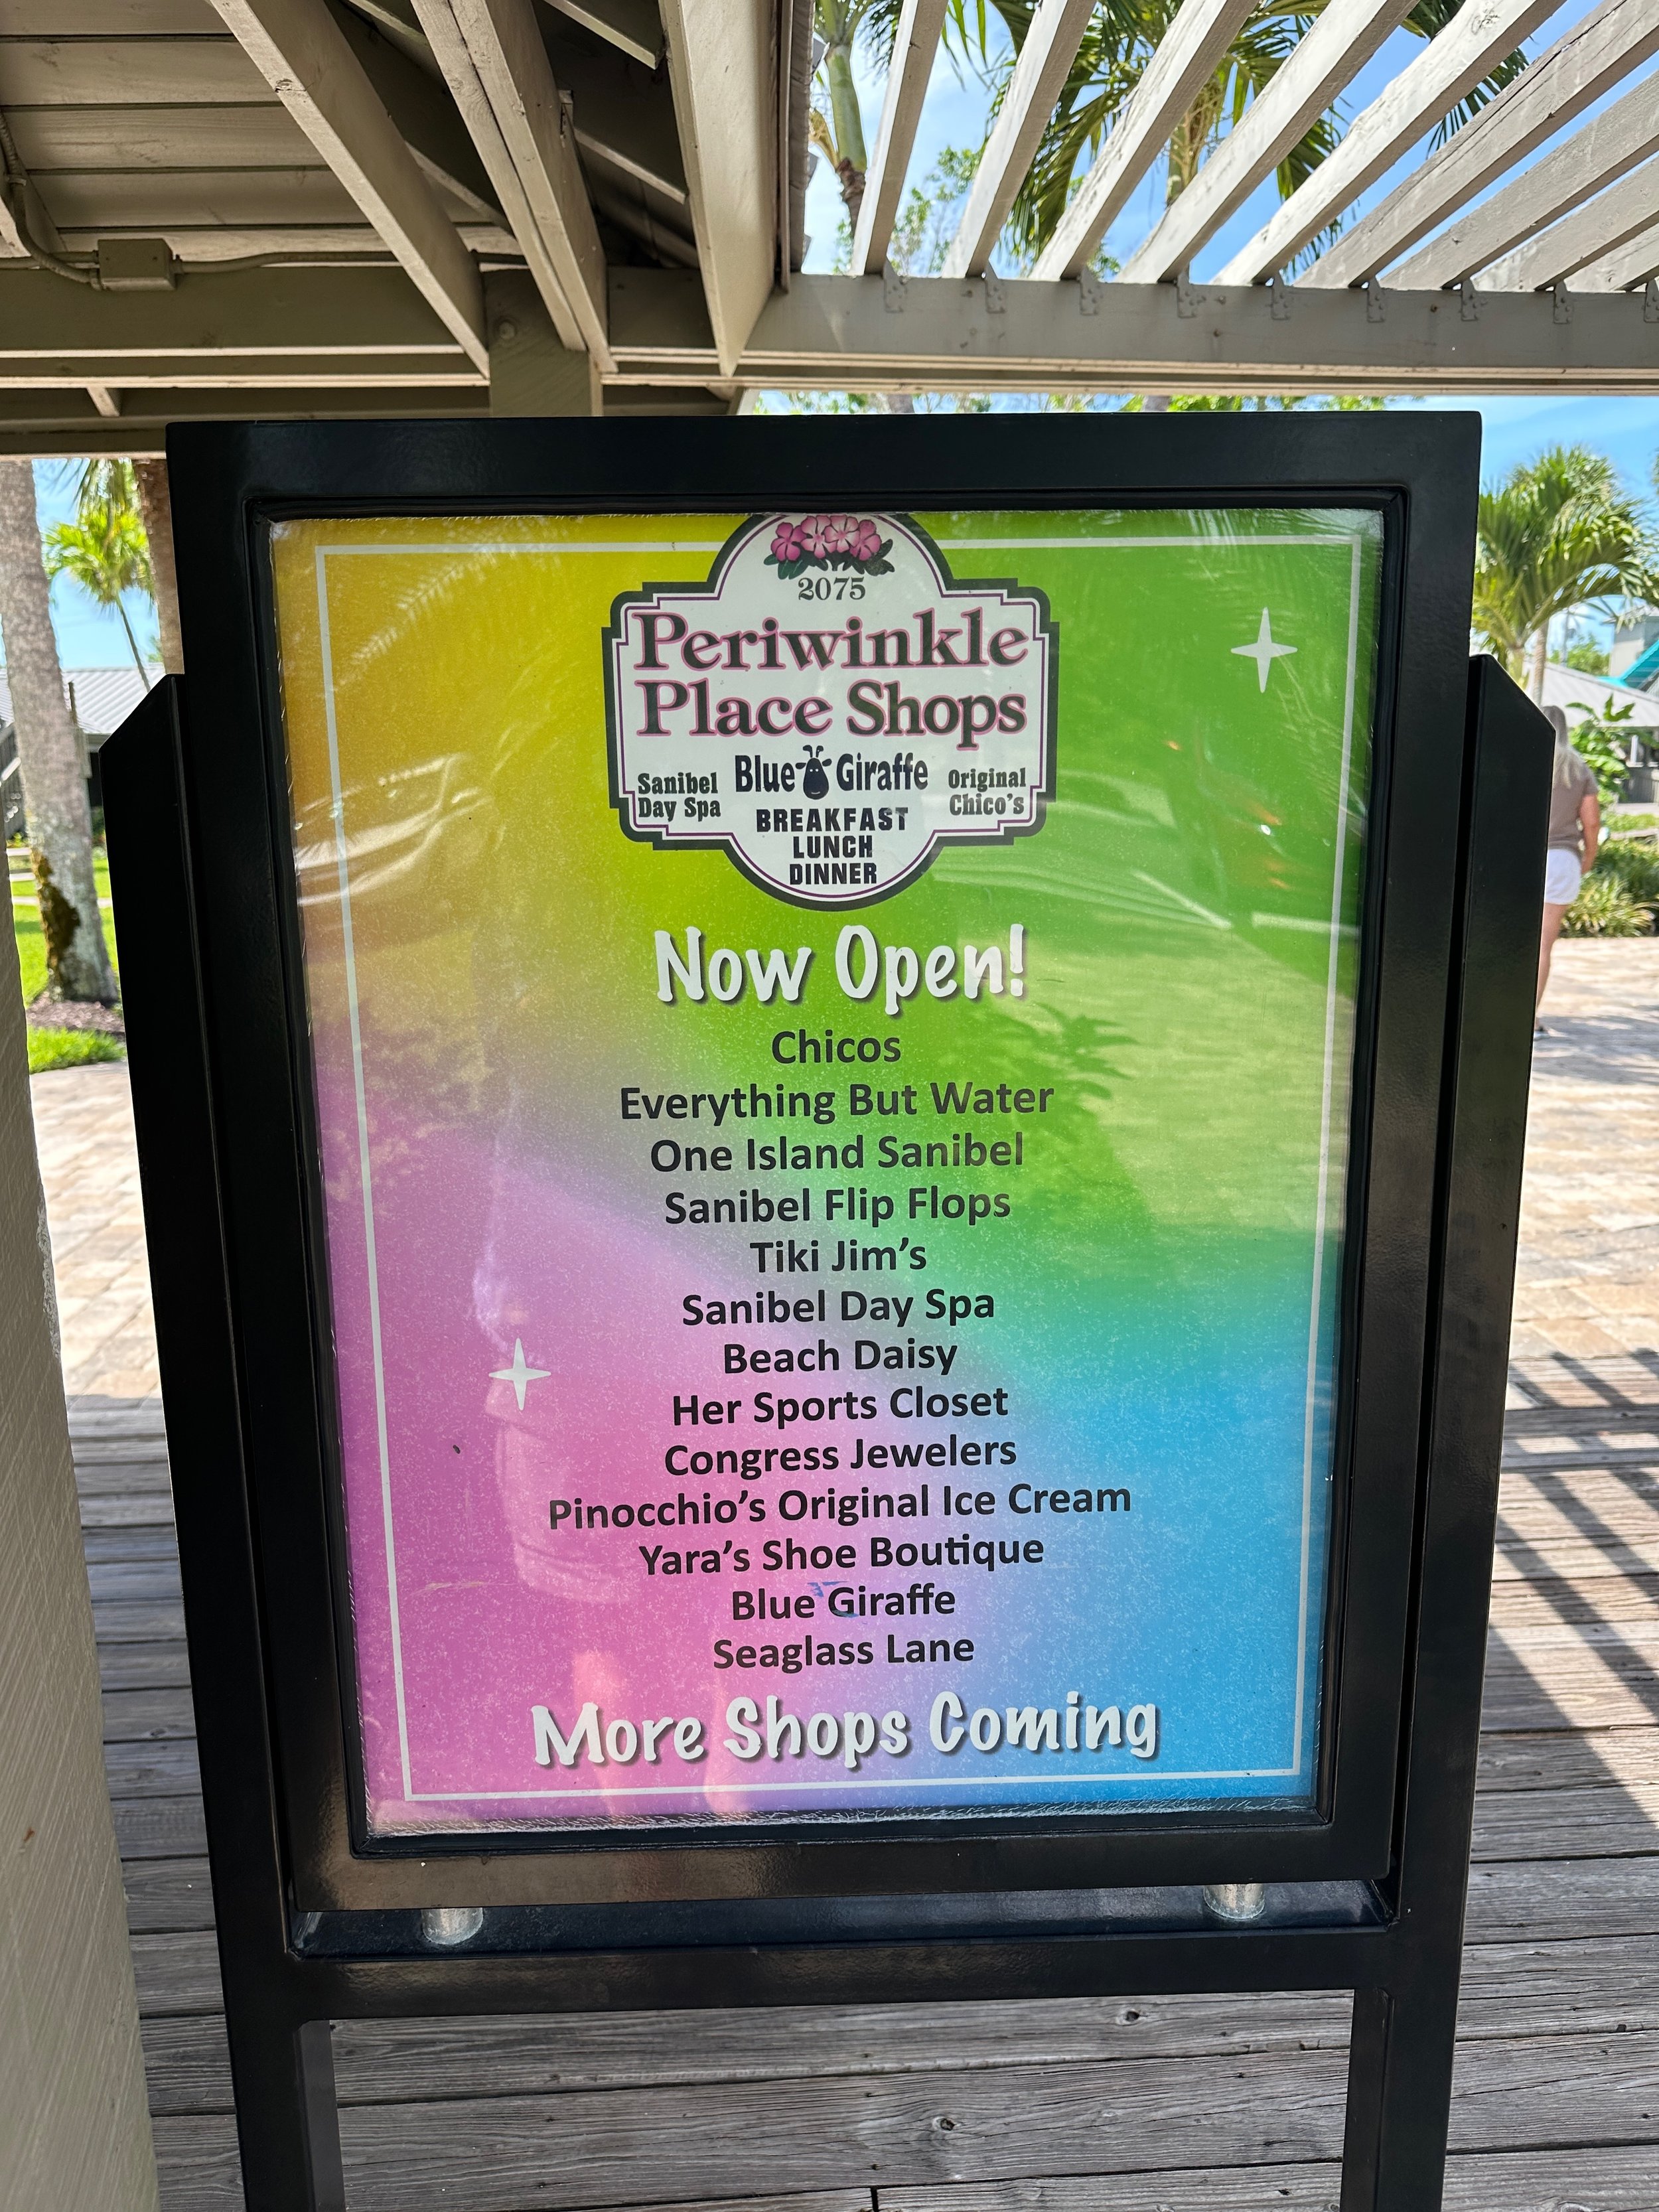 2075
Periwinkle
Place Shops
Sanibel
Day Spa
Blue Giraffe
Original
Chico's
BREAKFAST
LUNCH
DINNER
Now Open!
Chicos
Everything But Water
One Island Sanibel
Sanibel Flip Flops
Tiki Jim's
Sanibel Day Spa
Beach Daisy
Her Sports Closet
Congress Jewelers
Pinocchio's Original Ice Cream
Yara's Shoe Boutique
Blue Giraffe
Seaglass Lane
More Shops Coming